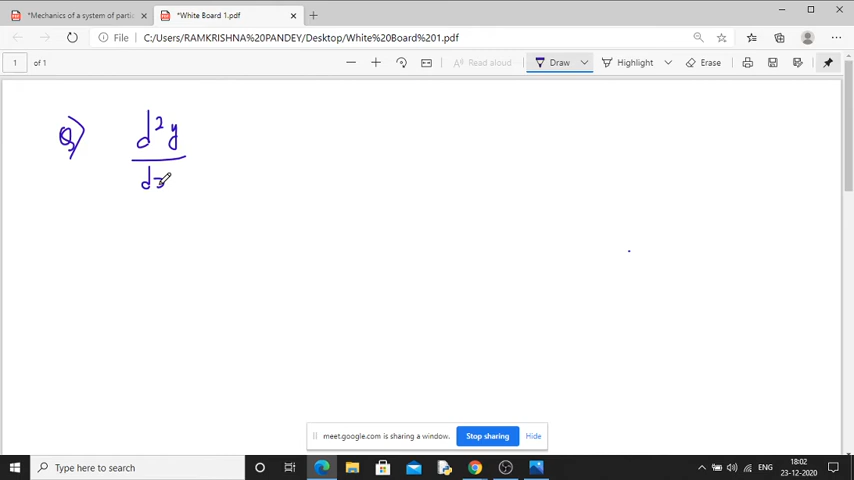 *Mechanics of a system of partic
*White Board 1.pdf
File
C:/Users/RAMKRISHNA%20PANDEY/Desktop/White%20Board%201.pdf
1 of 1
Read aloud
Draw
Highlight
Erase
Q) d²y
d
meet.google.com is sharing a window.
Stop sharing
Hide
Type here to search
ENG
18:02
23-12-2020